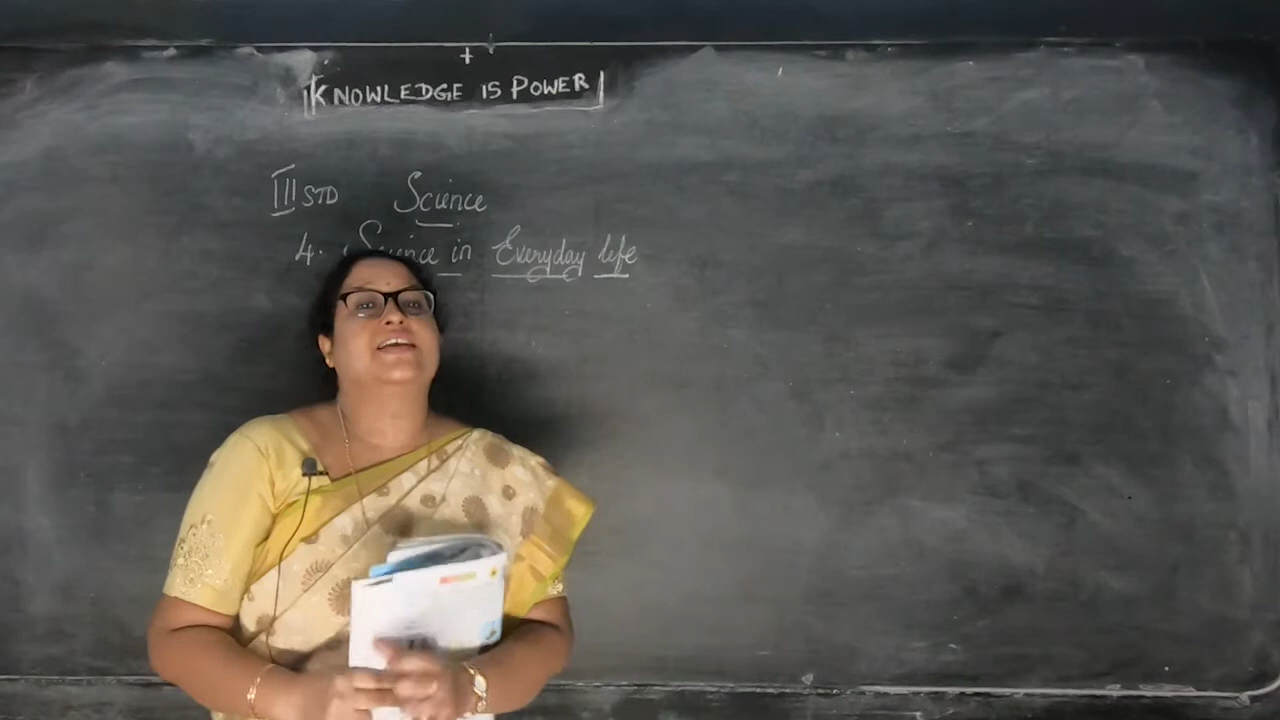 +
KNOWLEDGE IS POWER
III STD Science
4. Science in Everyday life